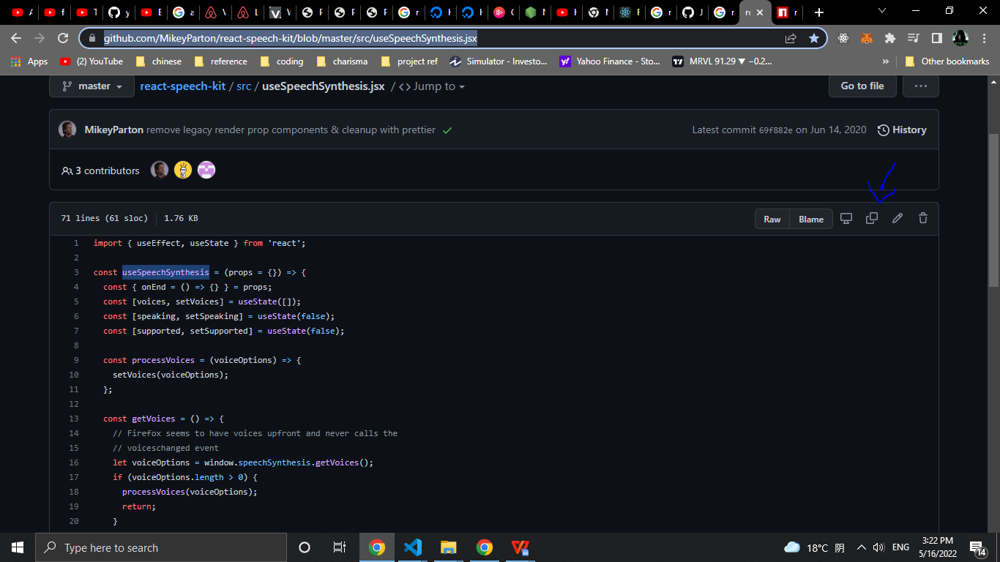 A
f
T
y
E
a
V
L
V
F
F
F
r
H
H
C
N
H
N
F
r
J
r
re
r
github.com/MikeyParton/react-speech-kit/blob/master/src/useSpeechSynthesis.jsx
Apps
(2) YouTube
chinese
reference
coding
charisma
project ref
Simulator - Investo...
Yahoo Finance - Sto...
MRVL 91.29 ▼ −0.2...
»
Other bookmarks
master
react-speech-kit / src / useSpeechSynthesis.jsx / <> Jump to
Go to file
...
MikeyParton remove legacy render prop components & cleanup with prettier
Latest commit 69f882e on Jun 14, 2020
History
3 contributors
71 lines (61 sloc) 1.76 KB
Raw
Blame
1 import { useEffect, useState } from 'react';
2
3 const useSpeechSynthesis = (props = {}) => {
4 const { onEnd = () => {} } = props;
5 const [voices, setVoices] = useState([]);
6 const [speaking, setSpeaking] = useState(false);
7 const [supported, setSupported] = useState(false);
8
9 const processVoices = (voiceOptions) => {
10 setVoices(voiceOptions);
11 };
12
13 const getVoices = () => {
14 // Firefox seems to have voices upfront and never calls the
15 // voiceschanged event
16 let voiceOptions = window.speechSynthesis.getVoices();
17 if (voiceOptions.length > 0) {
18 processVoices(voiceOptions);
19 return;
20 }
Type here to search
18°C 阴
ENG
3:22 PM
5/16/2022
14